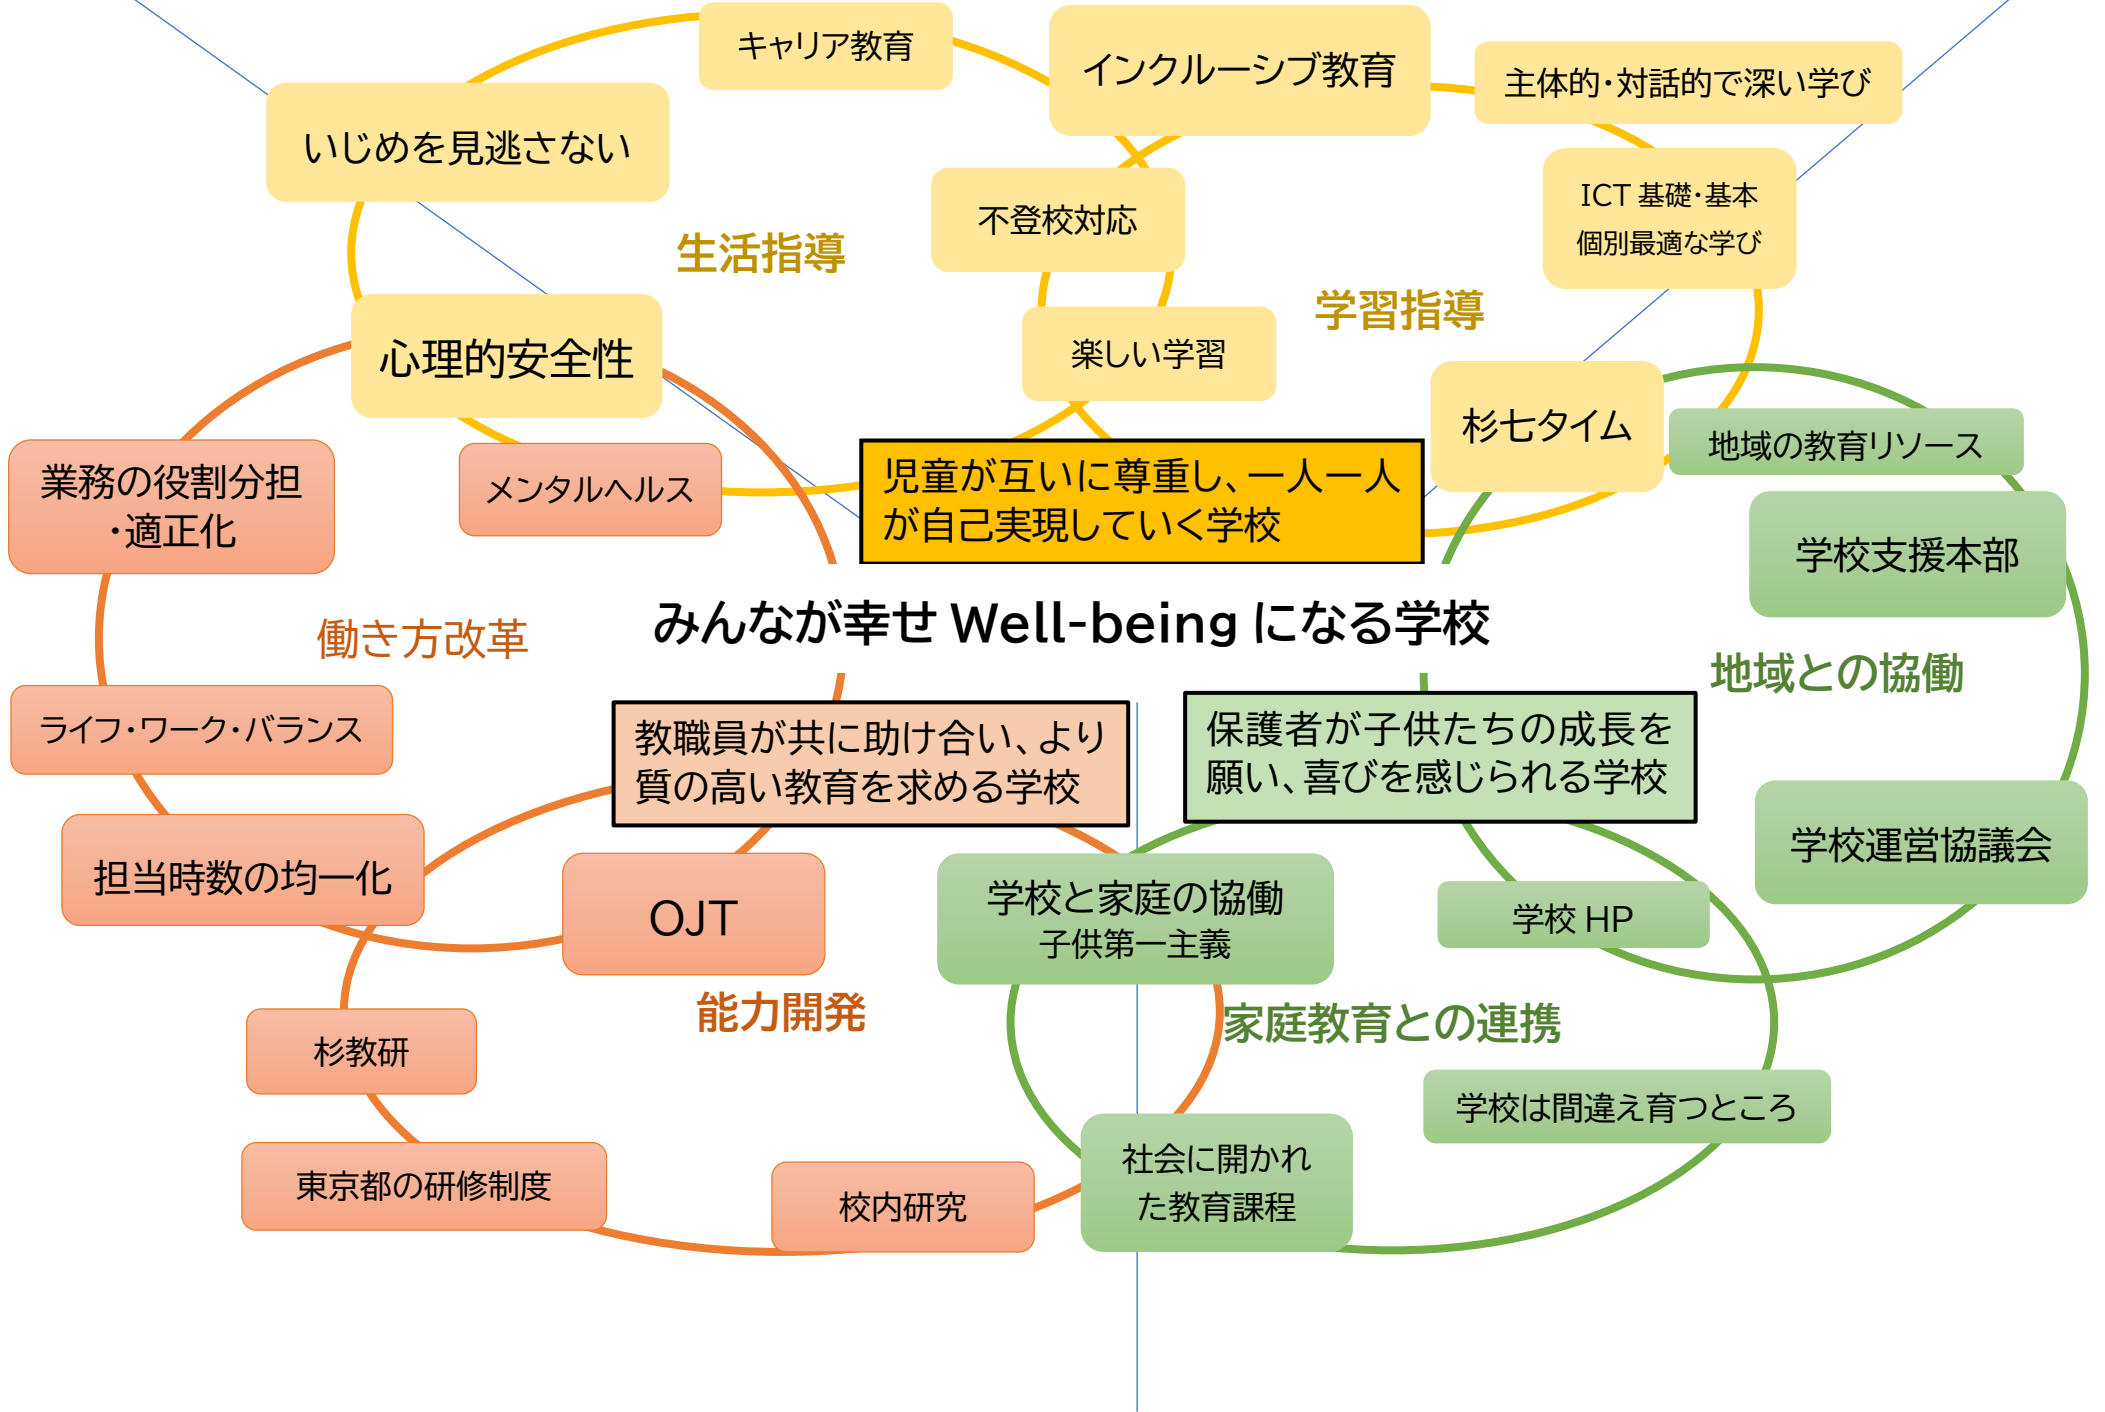 キャリア教育
インクルーシブ教育
主体的・対話的で深い学び
いじめを見逃さない
不登校対応
ICT 基礎・基本
個別最適な学び
生活指導
学習指導
心理的安全性
楽しい学習
杉七タイム
地域の教育リソース
業務の役割分担
・適正化
メンタルヘルス
児童が互いに尊重し、一人一人
が自己実現していく学校
学校支援本部
みんなが幸せ Well-being になる学校
働き方改革
地域との協働
ライフ・ワーク・バランス
教職員が共に助け合い、より
質の高い教育を求める学校
保護者が子供たちの成長を
願い、喜びを感じられる学校
担当時数の均一化
OJT
学校と家庭の協働
子供第一主義
学校 HP
学校運営協議会
能力開発
家庭教育との連携
杉教研
学校は間違え育つところ
東京都の研修制度
校内研究
社会に開かれ
た教育課程